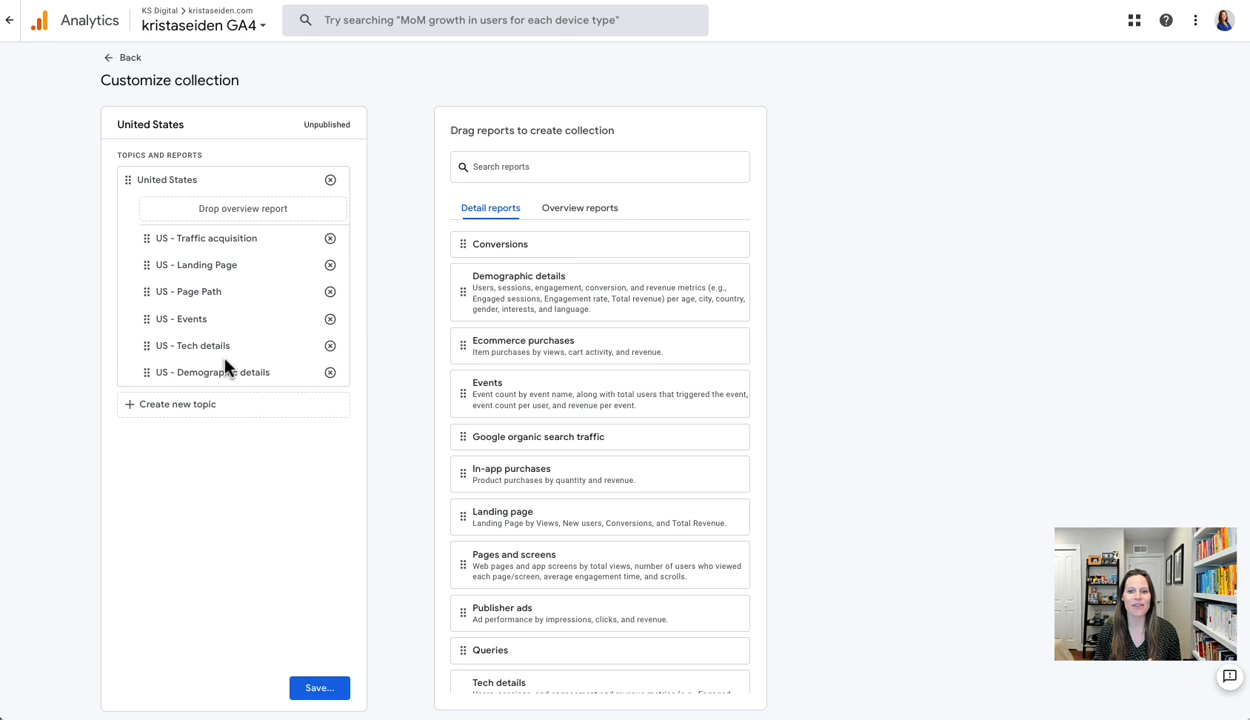 Analytics
KS Digital > kristaseiden.com
kristaseiden GA4
Try searching "MoM growth in users for each device type"
Back
Customize collection
United States
Unpublished
TOPICS AND REPORTS
United States
Drop overview report
US - Traffic acquisition
US - Landing Page
US - Page Path
US - Events
US - Tech details
US - Demographic details
Create new topic
Save...
Drag reports to create collection
Search reports
Detail reports
Overview reports
Conversions
Demographic details
Users, sessions, engagement, conversion, and revenue metrics (e.g.,
Engaged sessions, Engagement rate, Total revenue) per age, city, country,
gender, interests, and language.
Ecommerce purchases
Item purchases by views, cart activity, and revenue.
Events
Event count by event name, along with total users that triggered the event,
event count per user, and revenue per event.
Google organic search traffic
In-app purchases
Product purchases by quantity and revenue.
Landing page
Landing Page by Views, New users, Conversions, and Total Revenue.
Pages and screens
Web pages and app screens by total views, number of users who viewed
each page/screen, average engagement time, and scrolls.
Publisher ads
Ad performance by impressions, clicks, and revenue.
Queries
Tech details